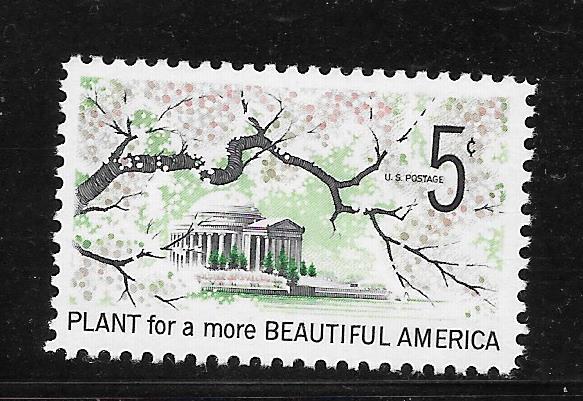 5¢
U.S. POSTAGE
PLANT for a more BEAUTIFUL AMERICA